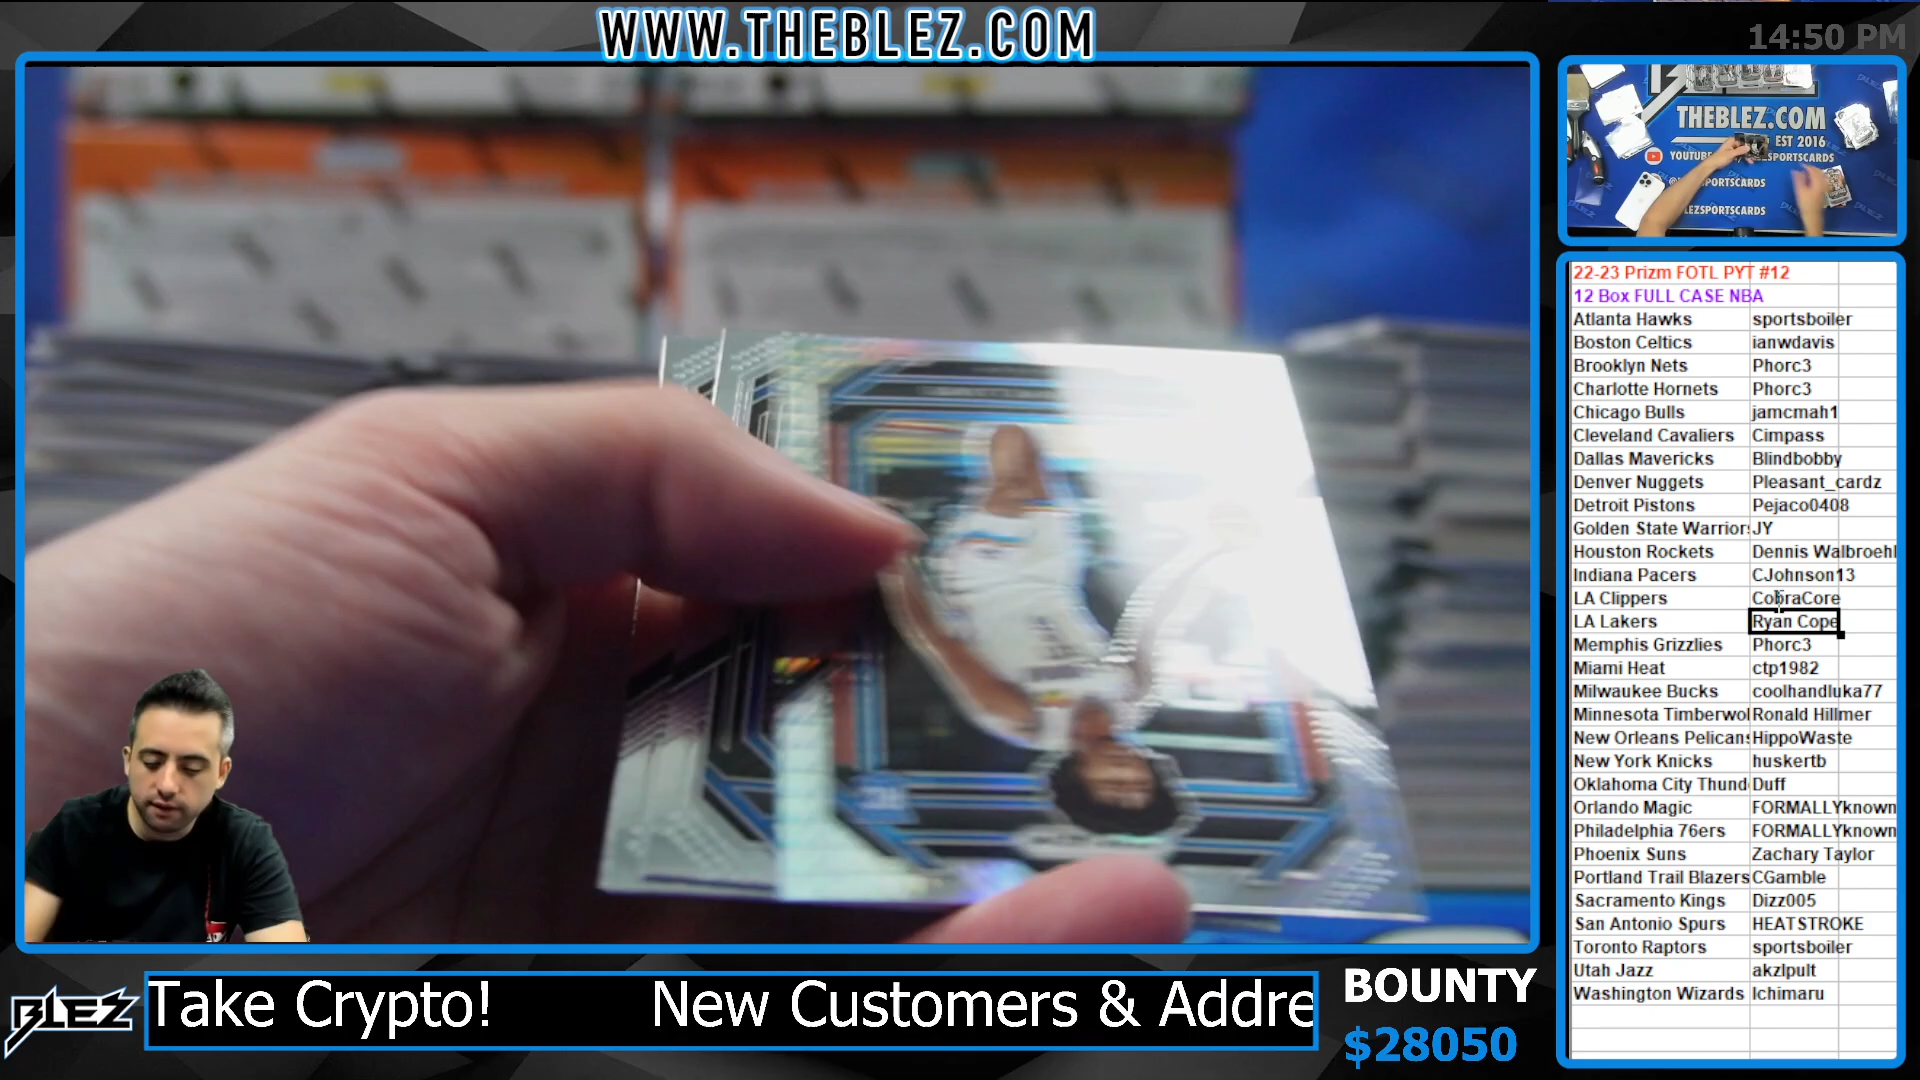 WWW.THEBLEZ.COM
14:50 PM
THEBLEZ.COM
EST 2016
YOUTUBE
SPORTSCARDS
SPORTSCARDS
LEZSPORTSCARDS
22-23 Prizm FOTL PYT #12
12 Box FULL CASE NBA
Atlanta Hawks sportsboiler
Boston Celtics ianwdavis
Brooklyn Nets Phorc3
Charlotte Hornets Phorc3
Chicago Bulls jamcmah1
Cleveland Cavaliers Cimpass
Dallas Mavericks Blindbobby
Denver Nuggets Pleasant_cardz
Detroit Pistons Pejaco0408
Golden State Warriors JY
Houston Rockets Dennis Walbroehl
Indiana Pacers CJohnson13
LA Clippers CobraCore
LA Lakers Ryan Cope
Memphis Grizzlies Phorc3
Miami Heat ctp1982
Milwaukee Bucks coolhandluka77
Minnesota Timberwol Ronald Hillmer
New Orleans Pelicans HippoWaste
New York Knicks huskertb
Oklahoma City Thund Duff
Orlando Magic FORMALLYknown
Philadelphia 76ers FORMALLYknown
Phoenix Suns Zachary Taylor
Portland Trail Blazers CGamble
Sacramento Kings Dizz005
San Antonio Spurs HEATSTROKE
Toronto Raptors sportsboiler
Utah Jazz akzlpult
Washington Wizards Ichimaru
BLEZ
Take Crypto! New Customers & Addre
BOUNTY
$28050